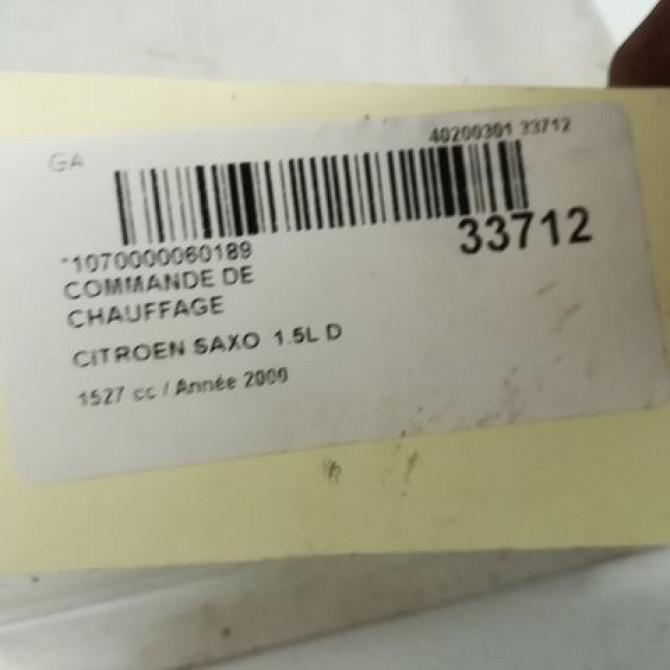 GA
40200301 33712
33712
*1070000060189
COMMANDE DE
CHAUFFAGE
CITROEN SAXO 1.5L D
1527 cc / Année 2000